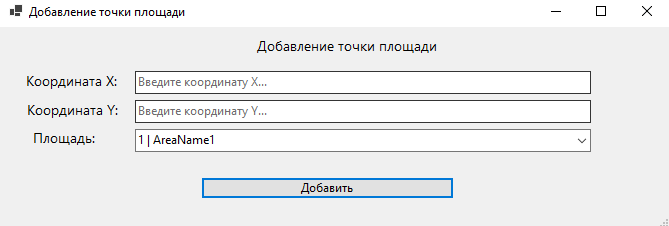 Добавление точки площади
Добавление точки площади
Координата X: Введите координату X...
Координата Y: Введите координату Y...
Площадь: 1 | AreaName1
Добавить